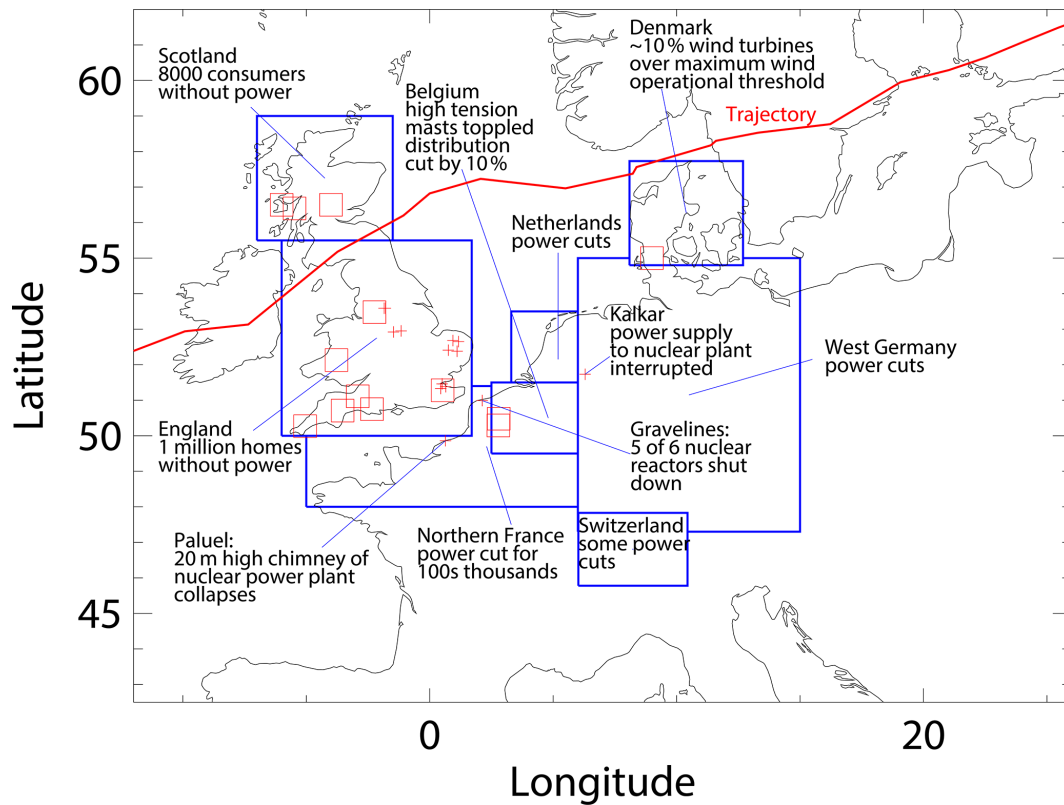 Scotland
8000 consumers
without power
Belgium
high tension
masts toppled
distribution
cut by 10%
Denmark
~10% wind turbines
over maximum wind
operational threshold
Trajectory
Netherlands
power cuts
Kalkar
power supply
to nuclear plant
interrupted
West Germany
power cuts
England
1 million homes
without power
Gravelines:
5 of 6 nuclear
reactors shut
down
Paluel:
20 m high chimney of
nuclear power plant
collapses
Northern France
power cut for
100s thousands
Switzerland
some power
cuts
60
55
50
45
Latitude
0
20
Longitude